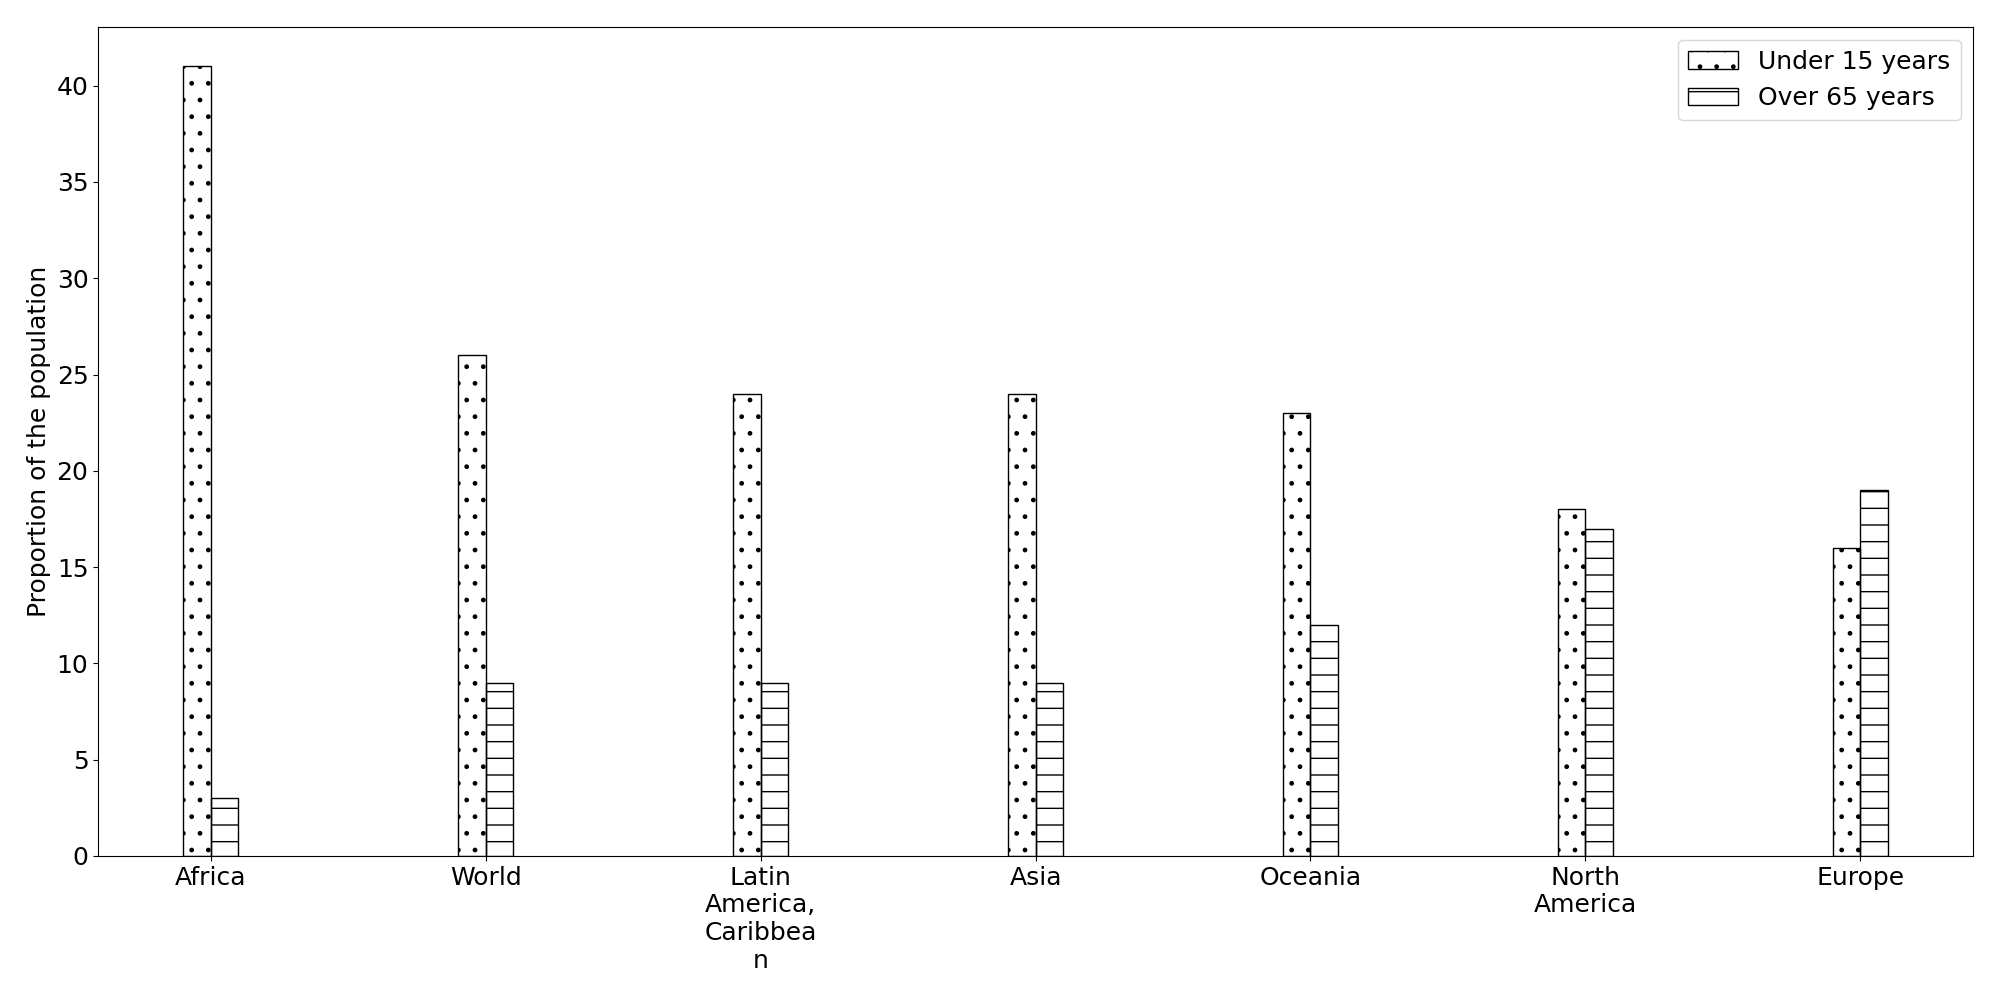 Under 15 years
Over 65 years
Proportion of the population
40
35
30
25
20
15
10
5
0
Africa
World
Latin
America,
Caribbea
n
Asia
Oceania
North
America
Europe